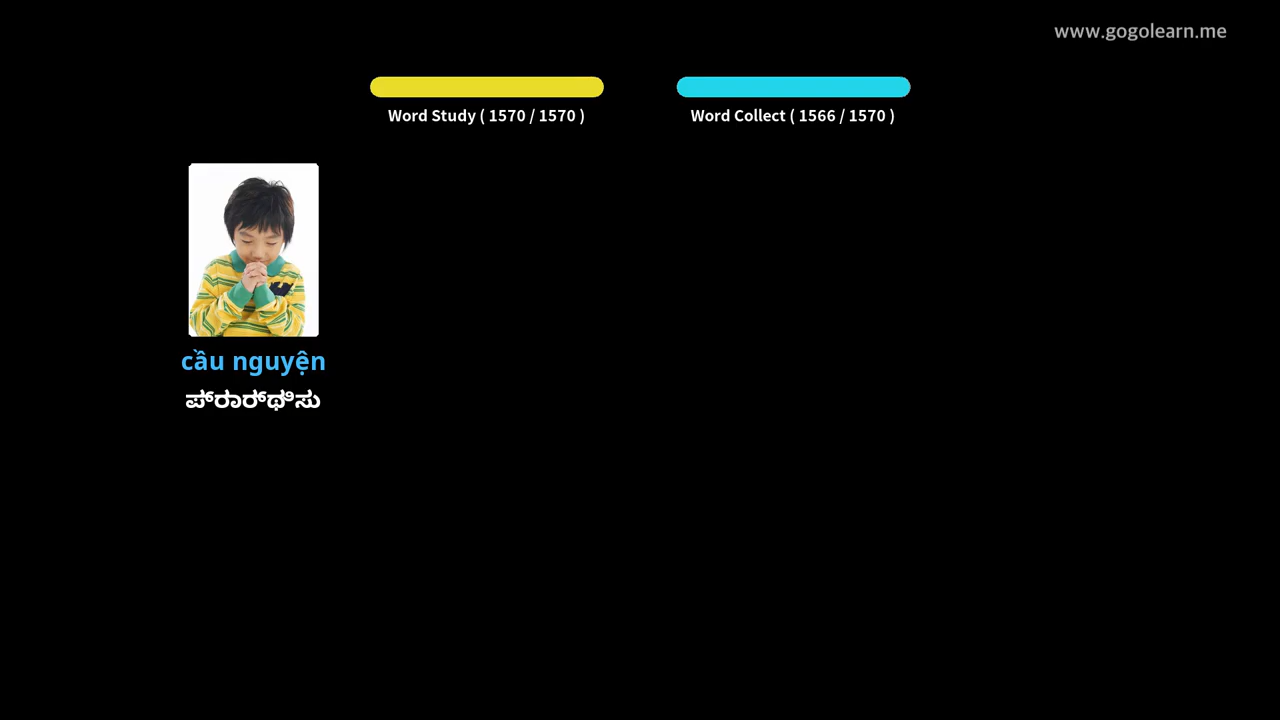 www.gogolearn.me
Word Study ( 1570 / 1570 )
Word Collect ( 1566 / 1570 )
cầu nguyện
ಪ್ರಾರ್ಥಿಸು